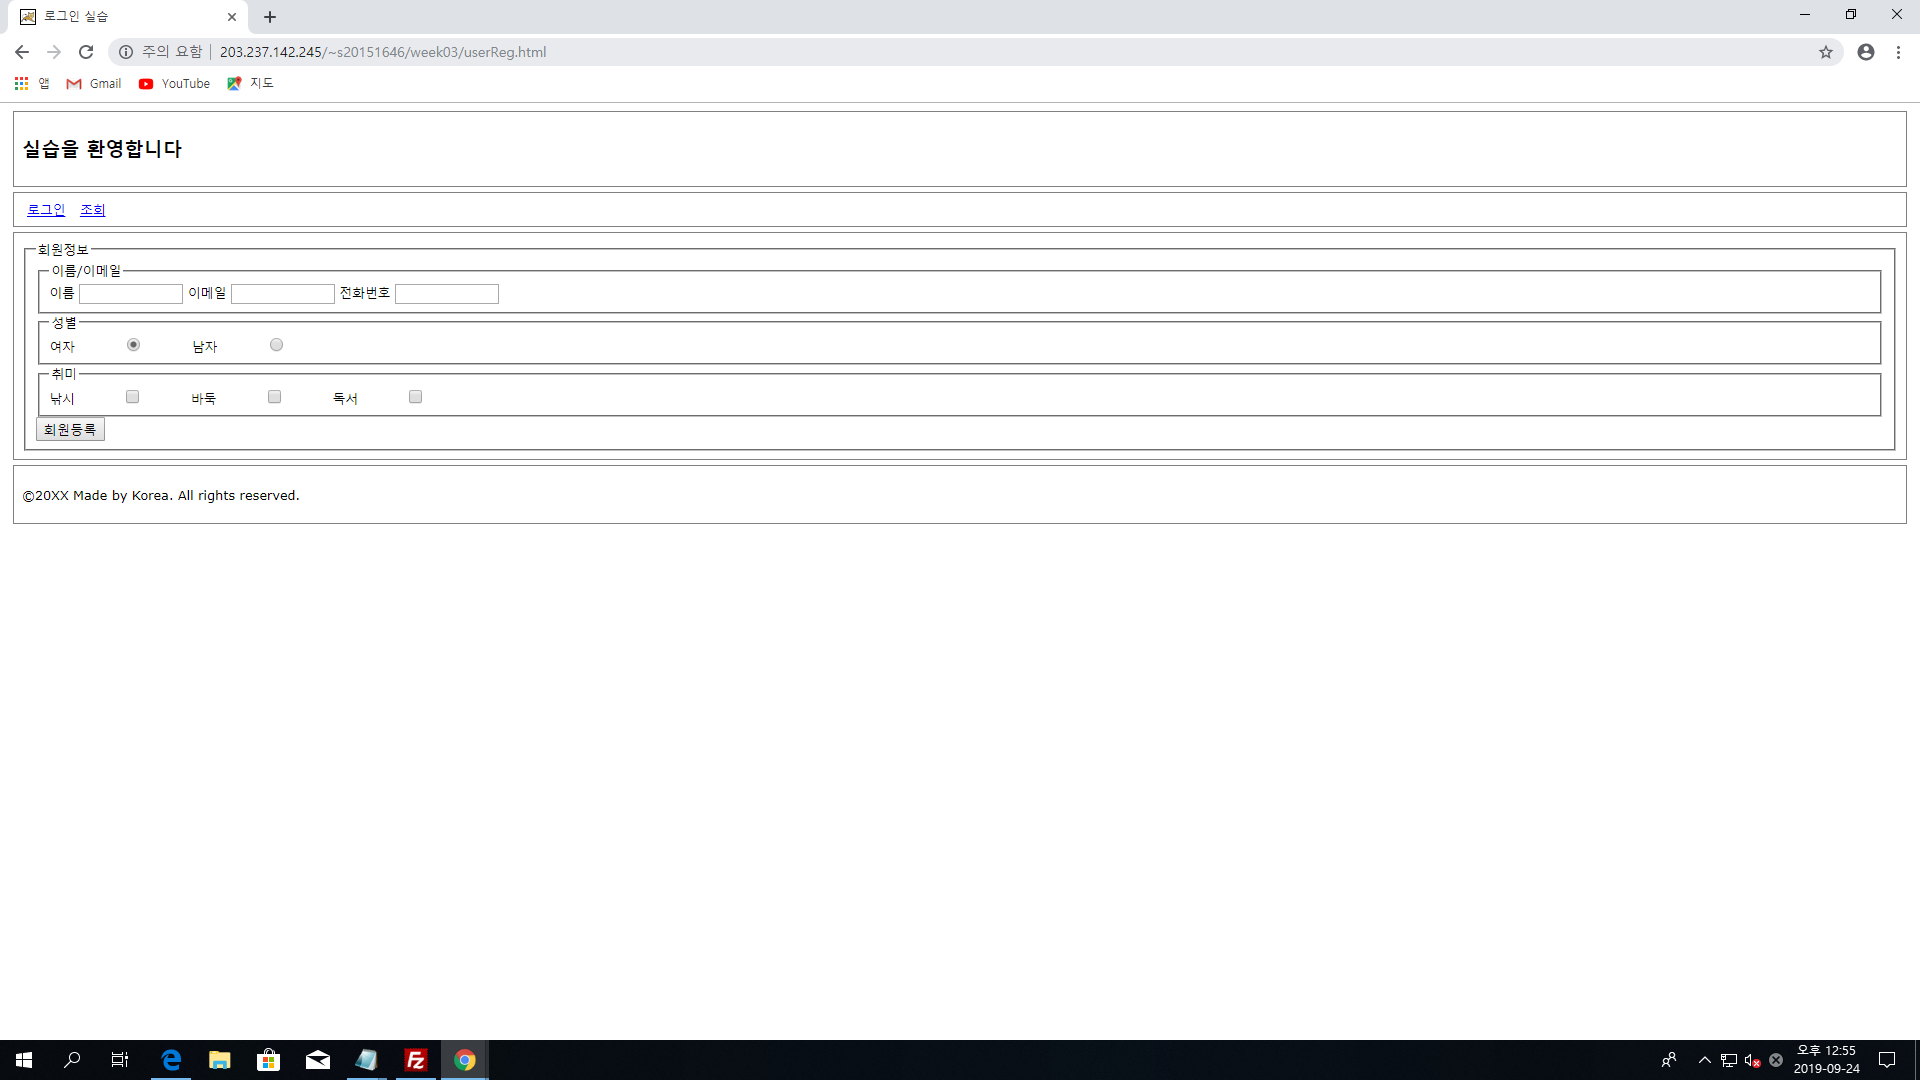 로그인 실습
주의 요함 203.237.142.245/~s20151646/week03/userReg.html
앱 Gmail YouTube 지도
실습을 환영합니다
로그인 조회
회원정보
이름/이메일
이름 이메일 전화번호
성별
여자 남자
취미
낚시 바둑 독서
회원등록
©20XX Made by Korea. All rights reserved.
오후 12:55
2019-09-24